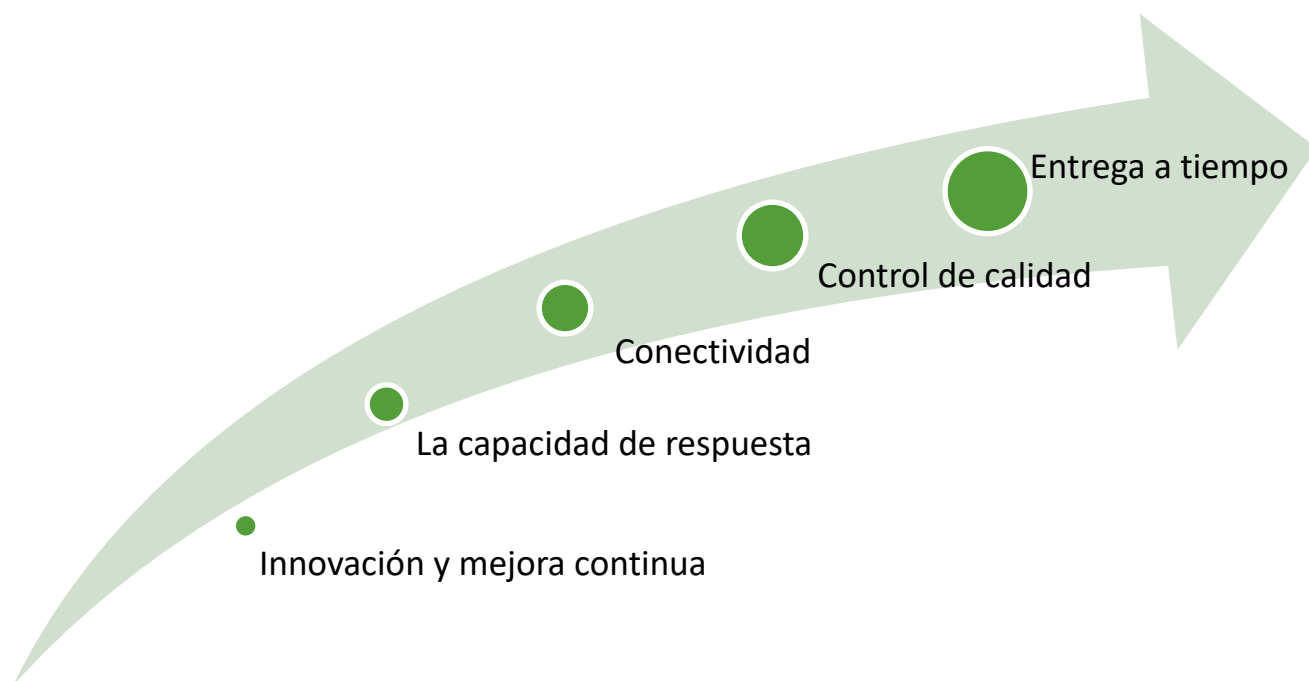 Entrega a tiempo
Control de calidad
Conectividad
La capacidad de respuesta
Innovación y mejora continua